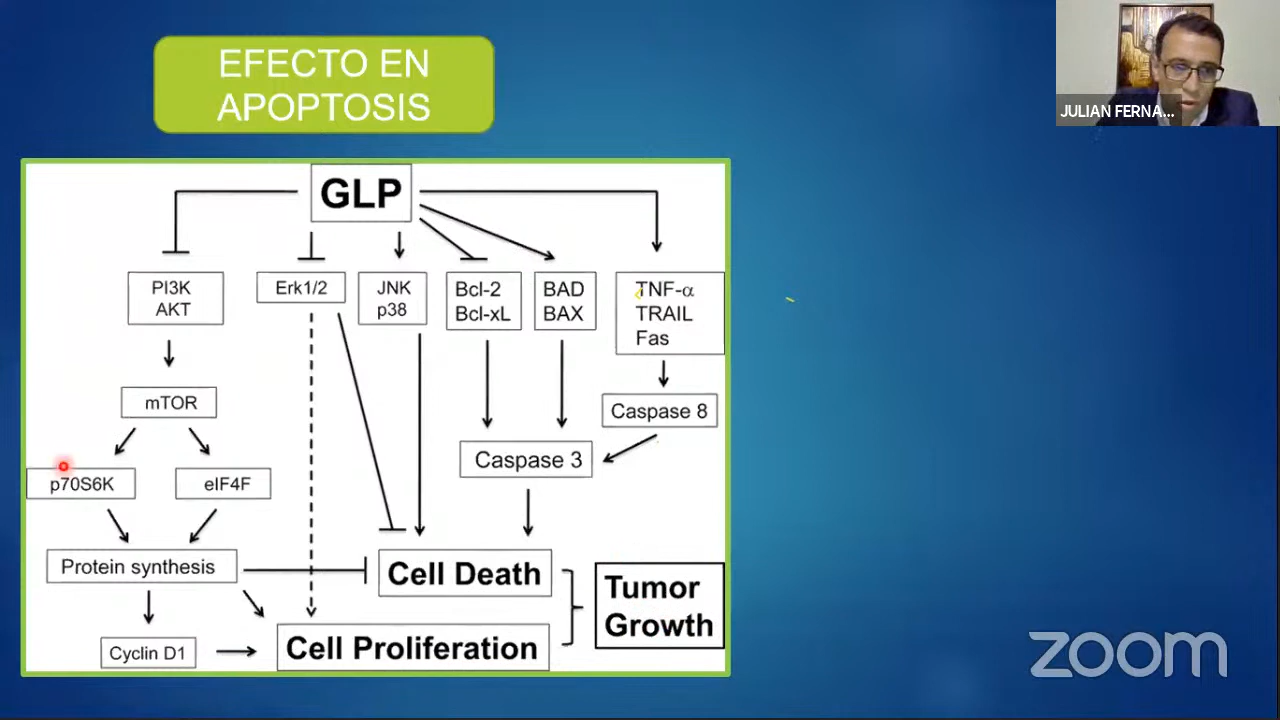 EFECTO EN
APOPTOSIS
JULIAN FERNA...
GLP
PI3K
AKT
Erk1/2
JNK
p38
Bcl-2
Bcl-xL
BAD
BAX
TNF-α
TRAIL
Fas
mTOR
Caspase 8
Caspase 3
p70S6K
eIF4F
Protein synthesis
Cell Death
Tumor
Growth
Cyclin D1
Cell Proliferation
zoom